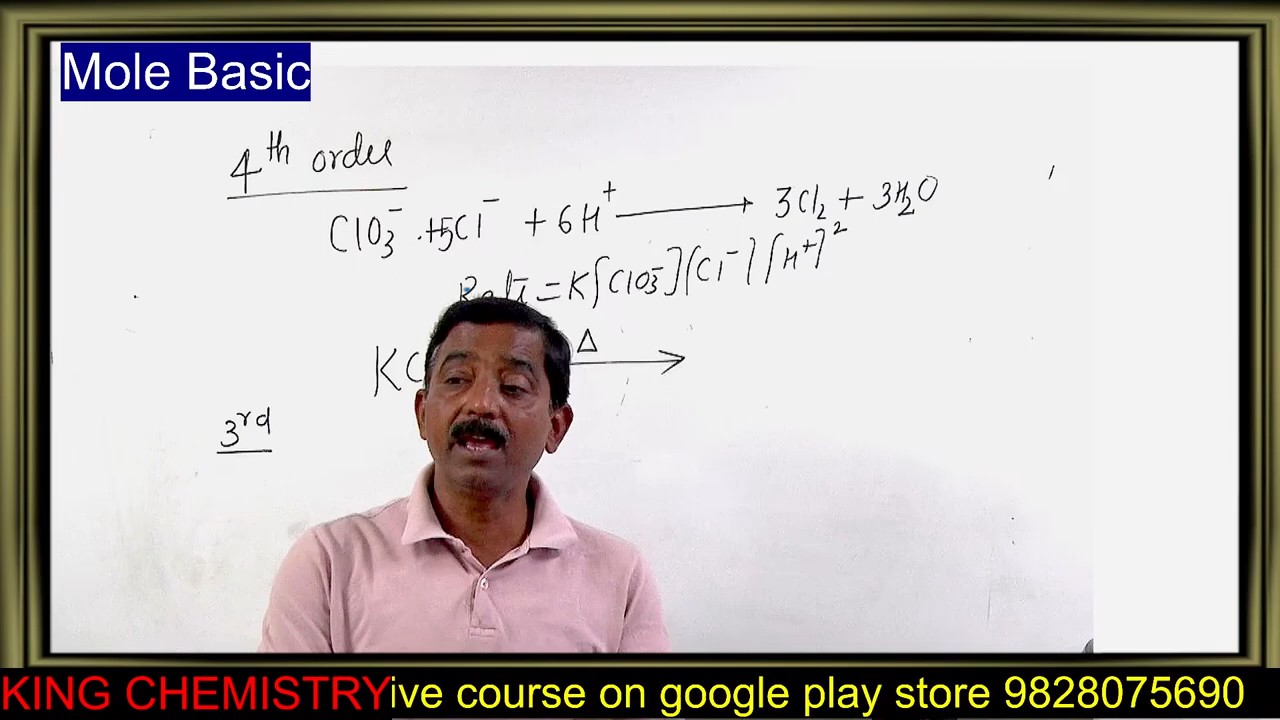 Mole Basic
4th order
ClO3- + 5Cl- + 6H+ → 3Cl2 + 3H2O
Rate = K[ClO3-][Cl-][H+]2
KC Δ →
3rd
KING CHEMISTRY ive course on google play store 9828075690